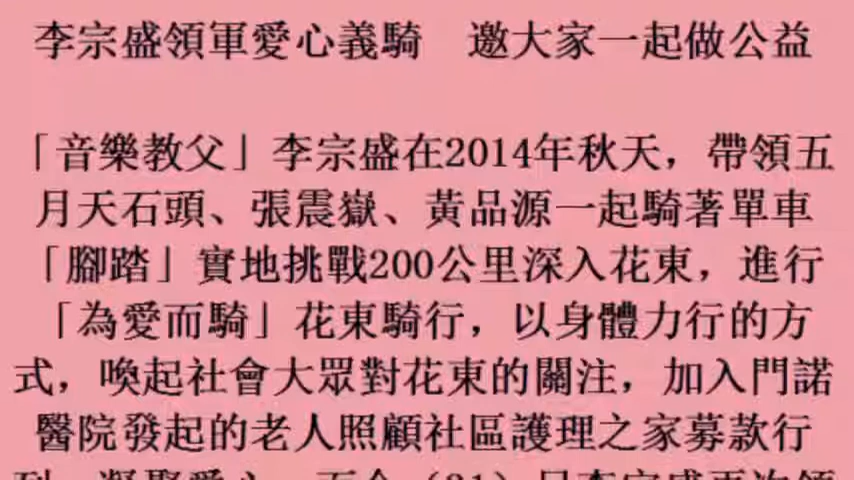 李宗盛領軍愛心義騎　邀大家一起做公益
「音樂教父」李宗盛在2014年秋天，帶領五
月天石頭、張震嶽、黃品源一起騎著單車
「腳踏」實地挑戰200公里深入花東，進行
「為愛而騎」花東騎行，以身體力行的方
式，喚起社會大眾對花東的關注，加入門諾
醫院發起的老人照顧社區護理之家募款行